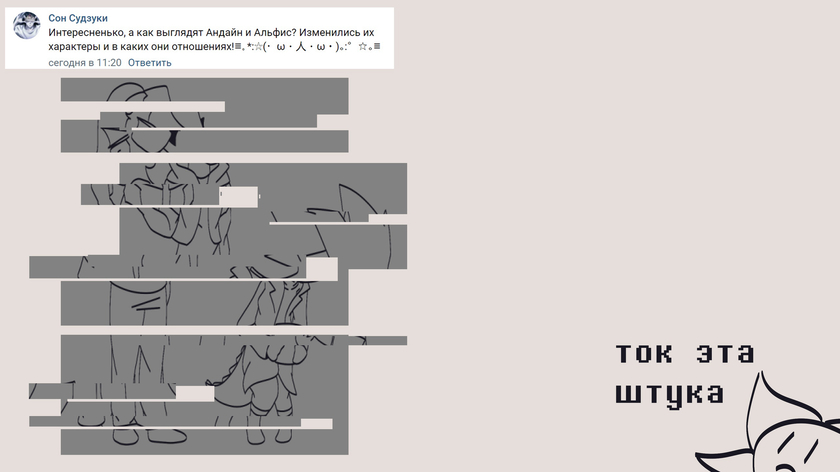 Сон Судзуки
Интересненько, а как выглядят Андайн и Альфис? Изменились их
характеры и в каких они отношениях!≡｡*:☆(･ ω・人・ω・)｡:゜☆｡≡
сегодня в 11:20 Ответить
ток эта
штука